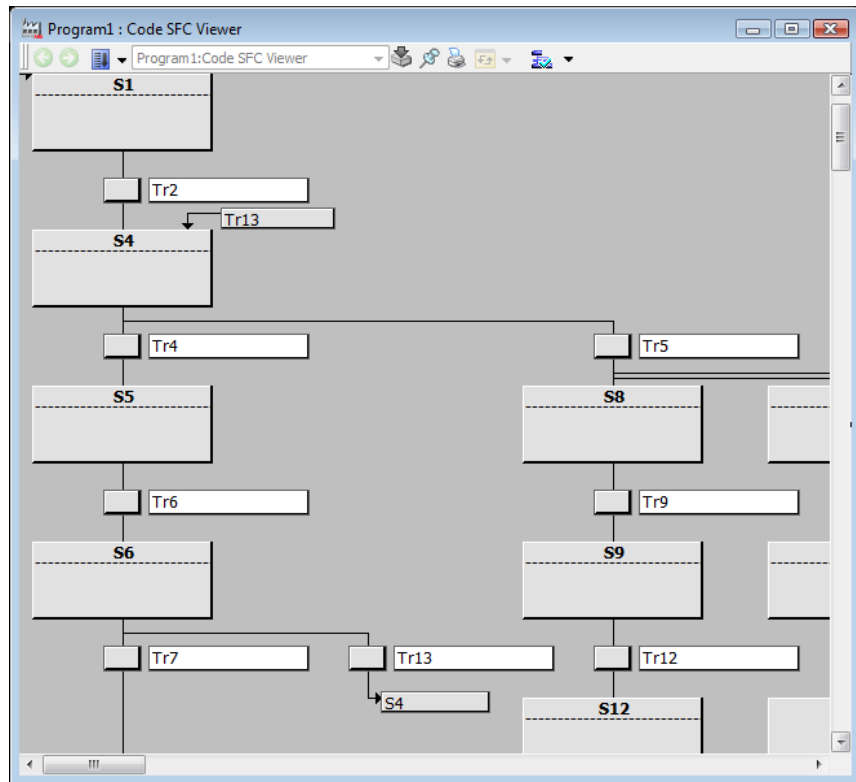 Program1 : Code SFC Viewer
Program1:Code SFC Viewer
S1
Tr2
Tr13
S4
Tr4
Tr5
S5
S8
Tr6
Tr9
S6
S9
Tr7
Tr13
Tr12
S4
S12